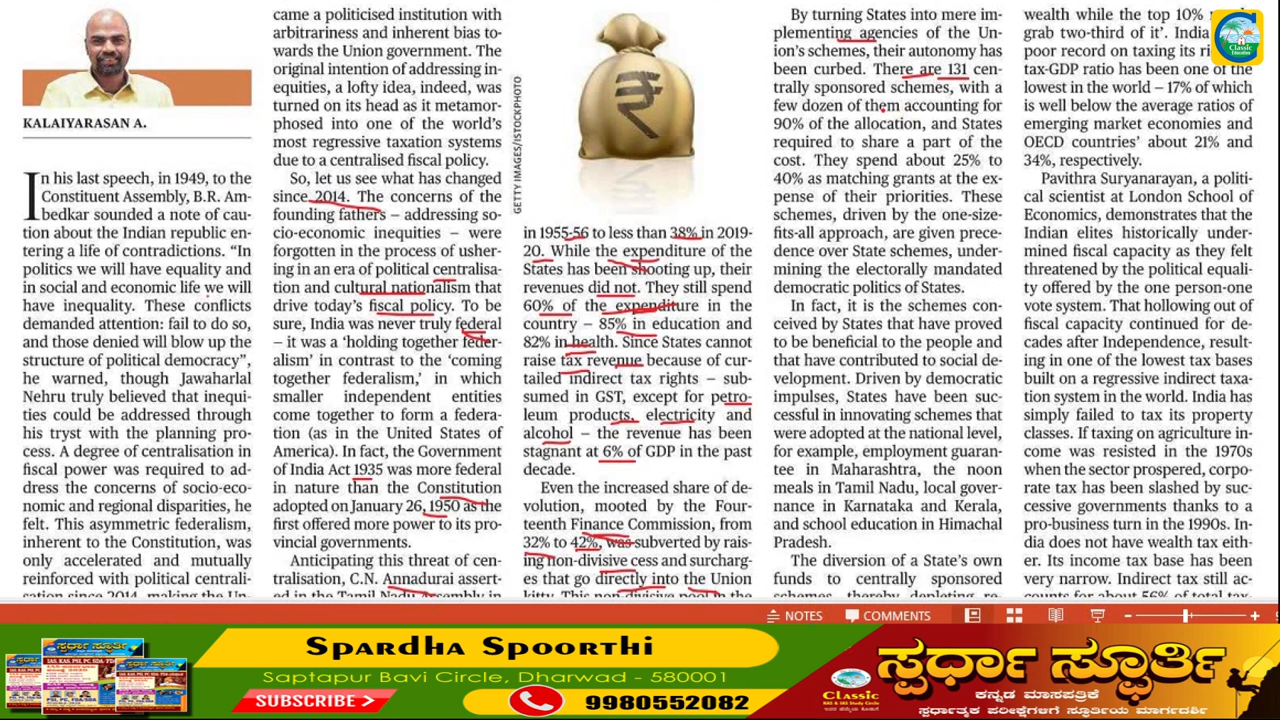 KALAIYARASAN A.
In his last speech, in 1949, to the
Constituent Assembly, B.R. Am-
bedkar sounded a note of cau-
tion about the Indian republic en-
tering a life of contradictions. “In
politics we will have equality and
in social and economic life we will
have inequality. These conflicts
demanded attention: fail to do so,
and those denied will blow up the
structure of political democracy”,
he warned, though Jawaharlal
Nehru truly believed that inequi-
ties could be addressed through
his tryst with the planning pro-
cess. A degree of centralisation in
fiscal power was required to ad-
dress the concerns of socio-eco-
nomic and regional disparities, he
felt. This asymmetric federalism,
inherent to the Constitution, was
only accelerated and mutually
reinforced with political centrali-
sation since 2014, making the Un-
came a politicised institution with
arbitrariness and inherent bias to-
wards the Union government. The
original intention of addressing in-
equities, a lofty idea, indeed, was
turned on its head as it metamor-
phosed into one of the world’s
most regressive taxation systems
due to a centralised fiscal policy.
So, let us see what has changed
since 2014. The concerns of the
founding fathers – addressing so-
cio-economic inequities – were
forgotten in the process of usher-
ing in an era of political centralisa-
tion and cultural nationalism that
drive today’s fiscal policy. To be
sure, India was never truly federal
– it was a ‘holding together feder-
alism’ in contrast to the ‘coming
together federalism,’ in which
smaller independent entities
come together to form a federa-
tion (as in the United States of
America). In fact, the Government
of India Act 1935 was more federal
in nature than the Constitution
adopted on January 26, 1950 as the
first offered more power to its pro-
vincial governments.
Anticipating this threat of cen-
tralisation, C.N. Annadurai assert-
ed in the Tamil Nadu Assembly in
GETTY IMAGES/ISTOCKPHOTO
in 1955-56 to less than 38% in 2019-
20. While the expenditure of the
States has been shooting up, their
revenues did not. They still spend
60% of the expenditure in the
country – 85% in education and
82% in health. Since States cannot
raise tax revenue because of cur-
tailed indirect tax rights – sub-
sumed in GST, except for petro-
leum products, electricity and
alcohol – the revenue has been
stagnant at 6% of GDP in the past
decade.
Even the increased share of de-
volution, mooted by the Four-
teenth Finance Commission, from
32% to 42%, was subverted by rais-
ing non-divisive cess and surcharg-
es that go directly into the Union
kitty. This non-divisive pool in the
By turning States into mere im-
plementing agencies of the Un-
ion’s schemes, their autonomy has
been curbed. There are 131 cen-
trally sponsored schemes, with a
few dozen of them accounting for
90% of the allocation, and States
required to share a part of the
cost. They spend about 25% to
40% as matching grants at the ex-
pense of their priorities. These
schemes, driven by the one-size-
fits-all approach, are given prece-
dence over State schemes, under-
mining the electorally mandated
democratic politics of States.
In fact, it is the schemes con-
ceived by States that have proved
to be beneficial to the people and
that have contributed to social de-
velopment. Driven by democratic
impulses, States have been suc-
cessful in innovating schemes that
were adopted at the national level,
for example, employment guaran-
tee in Maharashtra, the noon
meals in Tamil Nadu, local gover-
nance in Karnataka and Kerala,
and school education in Himachal
Pradesh.
The diversion of a State’s own
funds to centrally sponsored
schemes, thereby depleting re-
wealth while the top 10%
grab two-third of it’. India
poor record on taxing its
tax-GDP ratio has been one of the
lowest in the world – 17% of which
is well below the average ratios of
emerging market economies and
OECD countries’ about 21% and
34%, respectively.
Pavithra Suryanarayan, a politi-
cal scientist at London School of
Economics, demonstrates that the
Indian elites historically under-
mined fiscal capacity as they felt
threatened by the political equali-
ty offered by the one person-one
vote system. That hollowing out of
fiscal capacity continued for de-
cades after Independence, result-
ing in one of the lowest tax bases
built on a regressive indirect taxa-
tion system in the world. India has
simply failed to tax its property
classes. If taxing on agriculture in-
come was resisted in the 1970s
when the sector prospered, corpo-
rate tax has been slashed by suc-
cessive governments thanks to a
pro-business turn in the 1990s. In-
dia does not have wealth tax eith-
er. Its income tax base has been
very narrow. Indirect tax still ac-
counts for about 56% of total tax-
Classic
Education
NOTES COMMENTS
Spardha Spoorthi
Saptapur Bavi Circle, Dharwad - 580001
SUBSCRIBE
9980552082
Classic
ಸ್ಪರ್ಧಾ ಸ್ಫೂರ್ತಿ
ಕನ್ನಡ ಮಾಸಪತ್ರಿಕೆ
ಸ್ಪರ್ಧಾತ್ಮಕ ಪರೀಕ್ಷೆಗಳಿಗೆ ಸ್ಫೂರ್ತಿಯ ಮಾರ್ಗದರ್ಶಿ